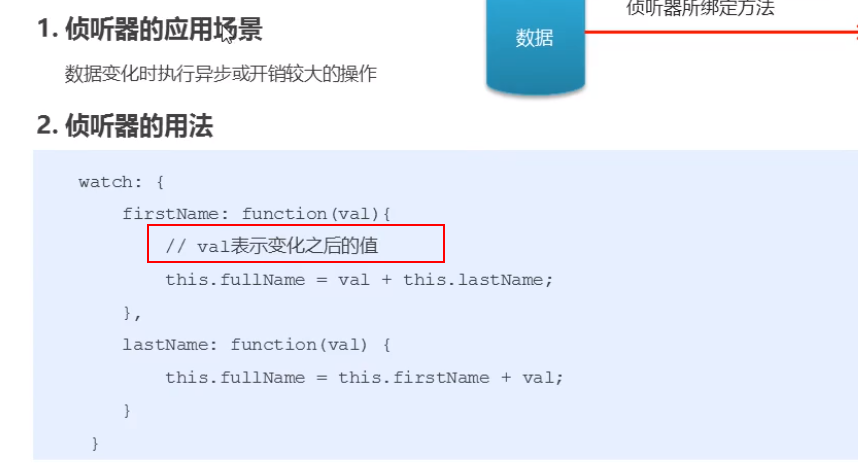 侦听器所绑定方法
1. 侦听器的应用场景
数据
数据变化时执行异步或开销较大的操作
2. 侦听器的用法
watch: {
firstName: function(val){
// val表示变化之后的值
this.fullName = val + this.lastName;
},
lastName: function(val) {
this.fullName = this.firstName + val;
}
}